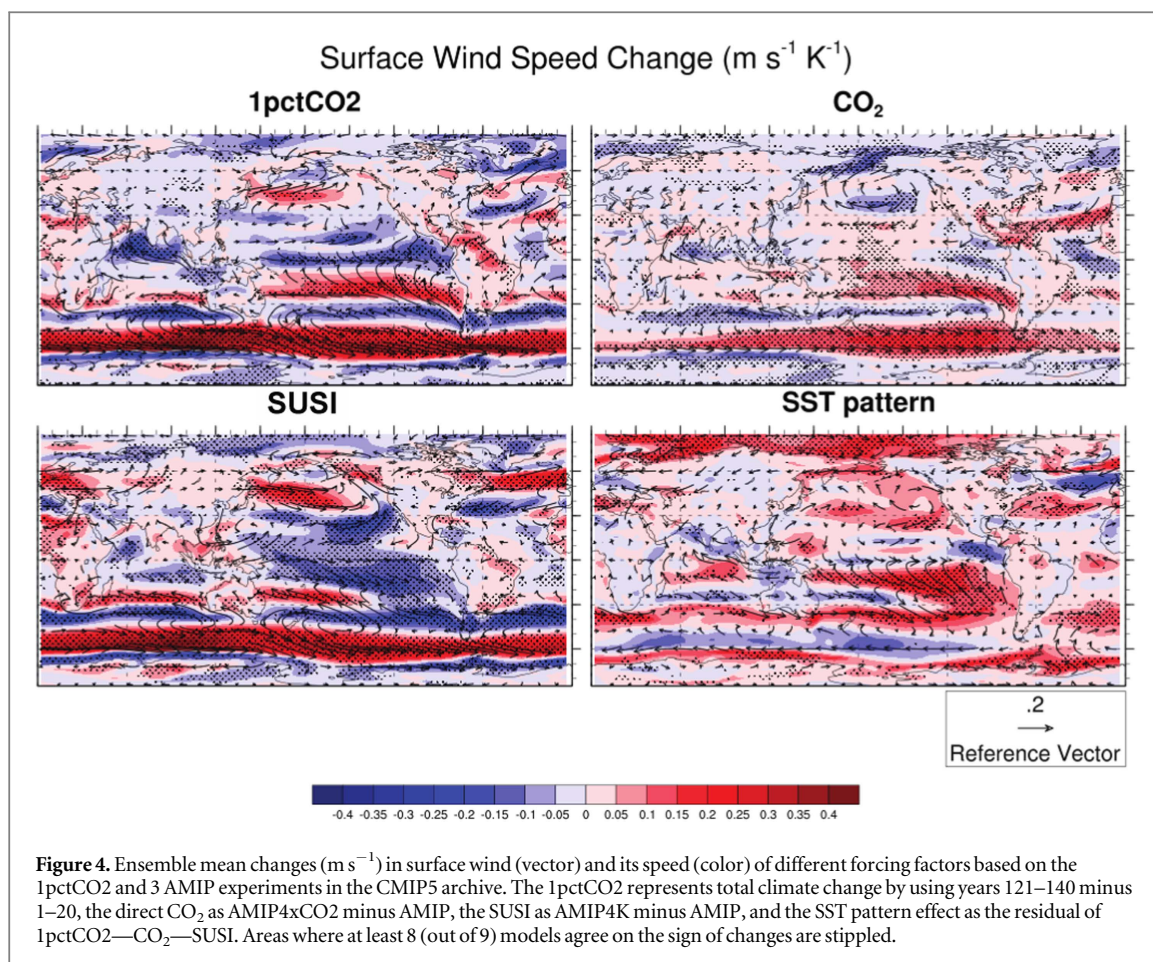 Surface Wind Speed Change (m s⁻¹ K⁻¹)
1pctCO2
CO₂
SUSI
SST pattern
.2
Reference Vector
-0.4 -0.35 -0.3 -0.25 -0.2 -0.15 -0.1 -0.05 0 0.05 0.1 0.15 0.2 0.25 0.3 0.35 0.4
Figure 4. Ensemble mean changes (m s⁻¹) in surface wind (vector) and its speed (color) of different forcing factors based on the
1pctCO2 and 3 AMIP experiments in the CMIP5 archive. The 1pctCO2 represents total climate change by using years 121–140 minus
1–20, the direct CO₂ as AMIP4xCO2 minus AMIP, the SUSI as AMIP4K minus AMIP, and the SST pattern effect as the residual of
1pctCO2—CO₂—SUSI. Areas where at least 8 (out of 9) models agree on the sign of changes are stippled.